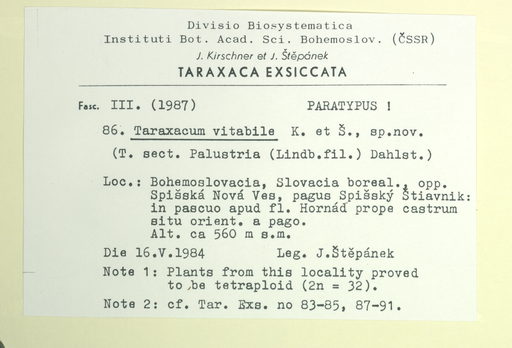 Divisio Biosystematica
Instituti Bot. Acad. Sci. Bohemoslov. (ČSSR)
J. Kirschner et J. Štěpánek
TARAXACA EXSICCATA
Fasc. III. (1987) PARATYPUS !
86. Taraxacum vitabile K. et Š., sp.nov.
(T. sect. Palustria (Lindb.fil.) Dahlst.)
Loc.: Bohemoslovacia, Slovacia boreal., opp.
Spišská Nová Ves, pagus Spišský Štiavnik:
in pascuo apud fl. Hornád prope castrum
situ orient. a pago.
Alt. ca 560 m s.m.
Die 16.V.1984 Leg. J.Štěpánek
Note 1: Plants from this locality proved
to be tetraploid (2n = 32).
Note 2: cf. Tar. Exs. no 83-85, 87-91.